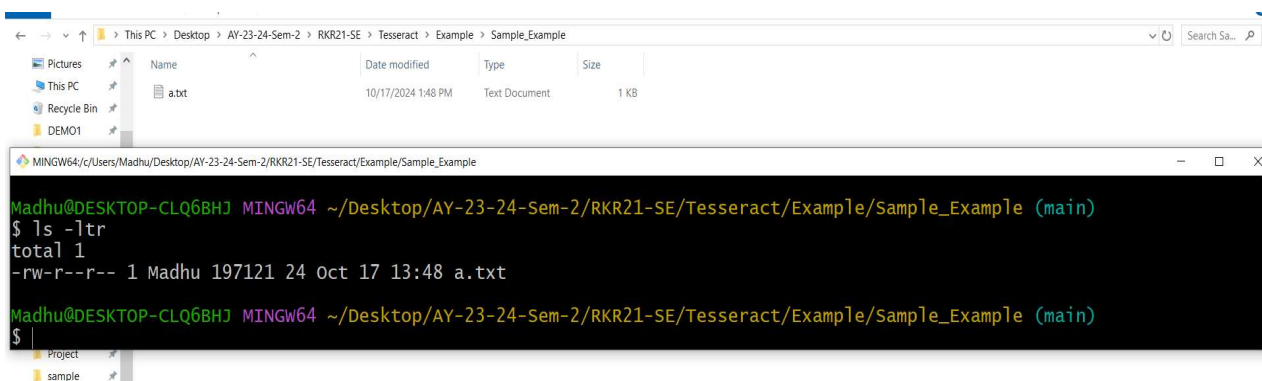 This PC > Desktop > AY-23-24-Sem-2 > RKR21-SE > Tesseract > Example > Sample_Example
Search Sa...
Pictures
Name
Date modified
Type
Size
This PC
a.txt
10/17/2024 1:48 PM
Text Document
1 KB
Recycle Bin
DEMO1
MINGW64:/c/Users/Madhu/Desktop/AY-23-24-Sem-2/RKR21-SE/Tesseract/Example/Sample_Example
Madhu@DESKTOP-CLQ6BHJ MINGW64 ~/Desktop/AY-23-24-Sem-2/RKR21-SE/Tesseract/Example/Sample_Example (main)
$ ls -ltr
total 1
-rw-r--r-- 1 Madhu 197121 24 Oct 17 13:48 a.txt
Madhu@DESKTOP-CLQ6BHJ MINGW64 ~/Desktop/AY-23-24-Sem-2/RKR21-SE/Tesseract/Example/Sample_Example (main)
$
Project
sample